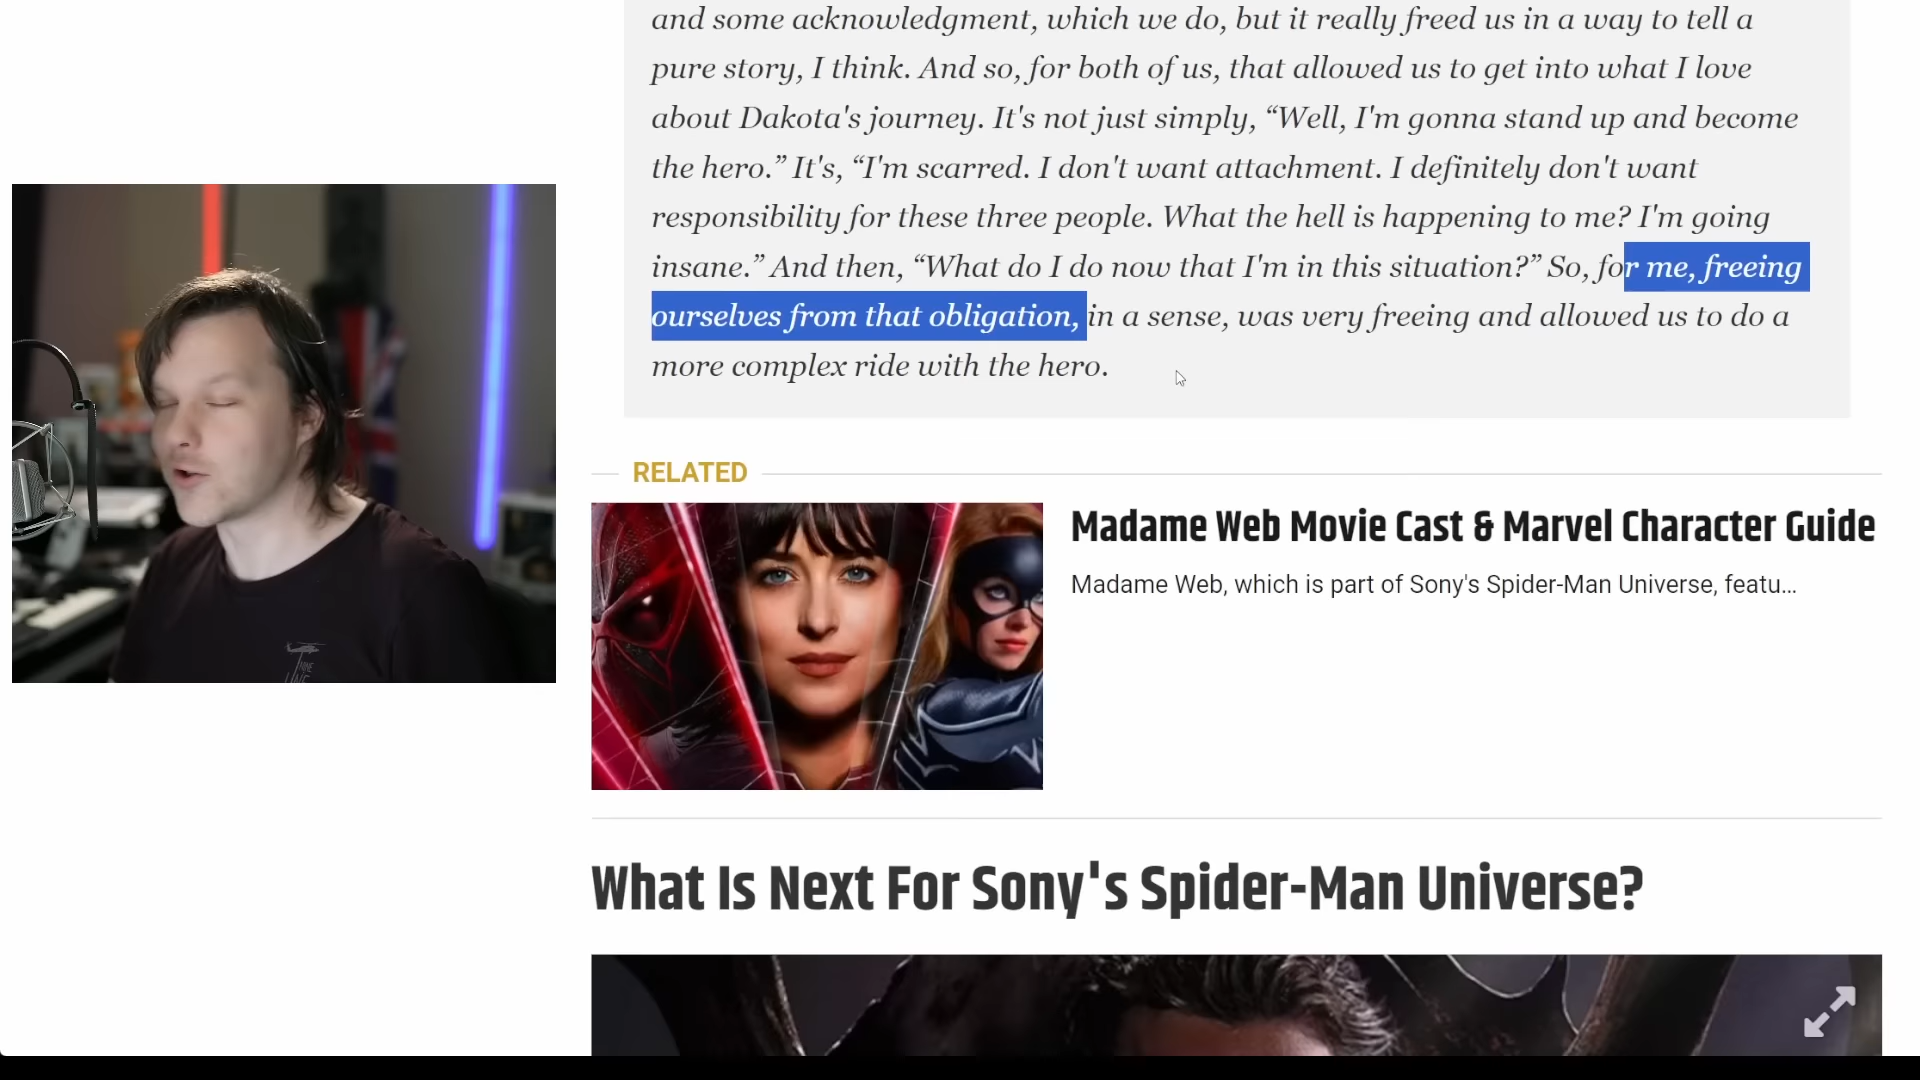 and some acknowledgment, which we do, but it really freed us in a way to tell a
pure story, I think. And so, for both of us, that allowed us to get into what I love
about Dakota's journey. It's not just simply, “Well, I'm gonna stand up and become
the hero.” It's, “I'm scarred. I don't want attachment. I definitely don't want
responsibility for these three people. What the hell is happening to me? I'm going
insane.” And then, “What do I do now that I'm in this situation?” So, for me, freeing
ourselves from that obligation, in a sense, was very freeing and allowed us to do a
more complex ride with the hero.
RELATED
Madame Web Movie Cast & Marvel Character Guide
Madame Web, which is part of Sony's Spider-Man Universe, featu...
What Is Next For Sony's Spider-Man Universe?